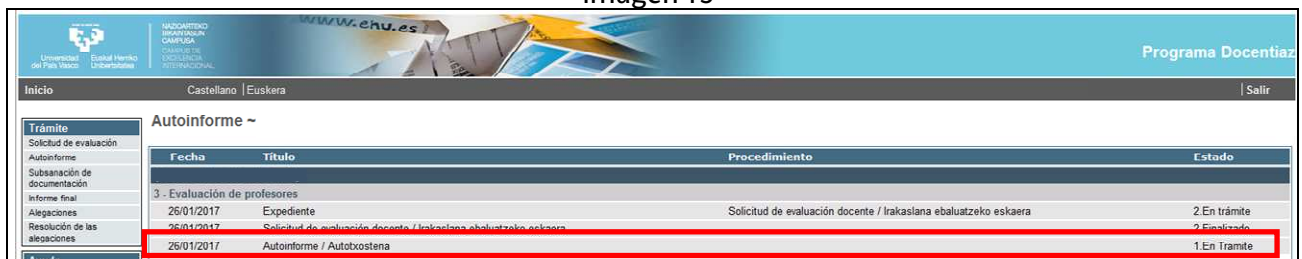 Imagen 15
www.ehu.es
Universidad del País Vasco
Euskal Herriko Unibertsitatea
NAZIOARTEKO
BIKAINTASUN
CAMPUSA
CAMPUS DE
EXCELENCIA
INTERNACIONAL
Programa Docentiaz
Inicio Castellano | Euskera | Salir
Trámite
Solicitud de evaluación
Autoinforme
Subsanación de
documentación
Informe final
Alegaciones
Resolución de las
alegaciones
Autoinforme ~
Fecha Título Procedimiento Estado
3 - Evaluación de profesores
26/01/2017 Expediente Solicitud de evaluación docente / Irakaslana ebaluatzeko eskaera 2.En trámite
26/01/2017 Solicitud de evaluación docente / Irakaslana ebaluatzeko eskaera 2.Finalizado
26/01/2017 Autoinforme / Autotxostena 1.En Tramite